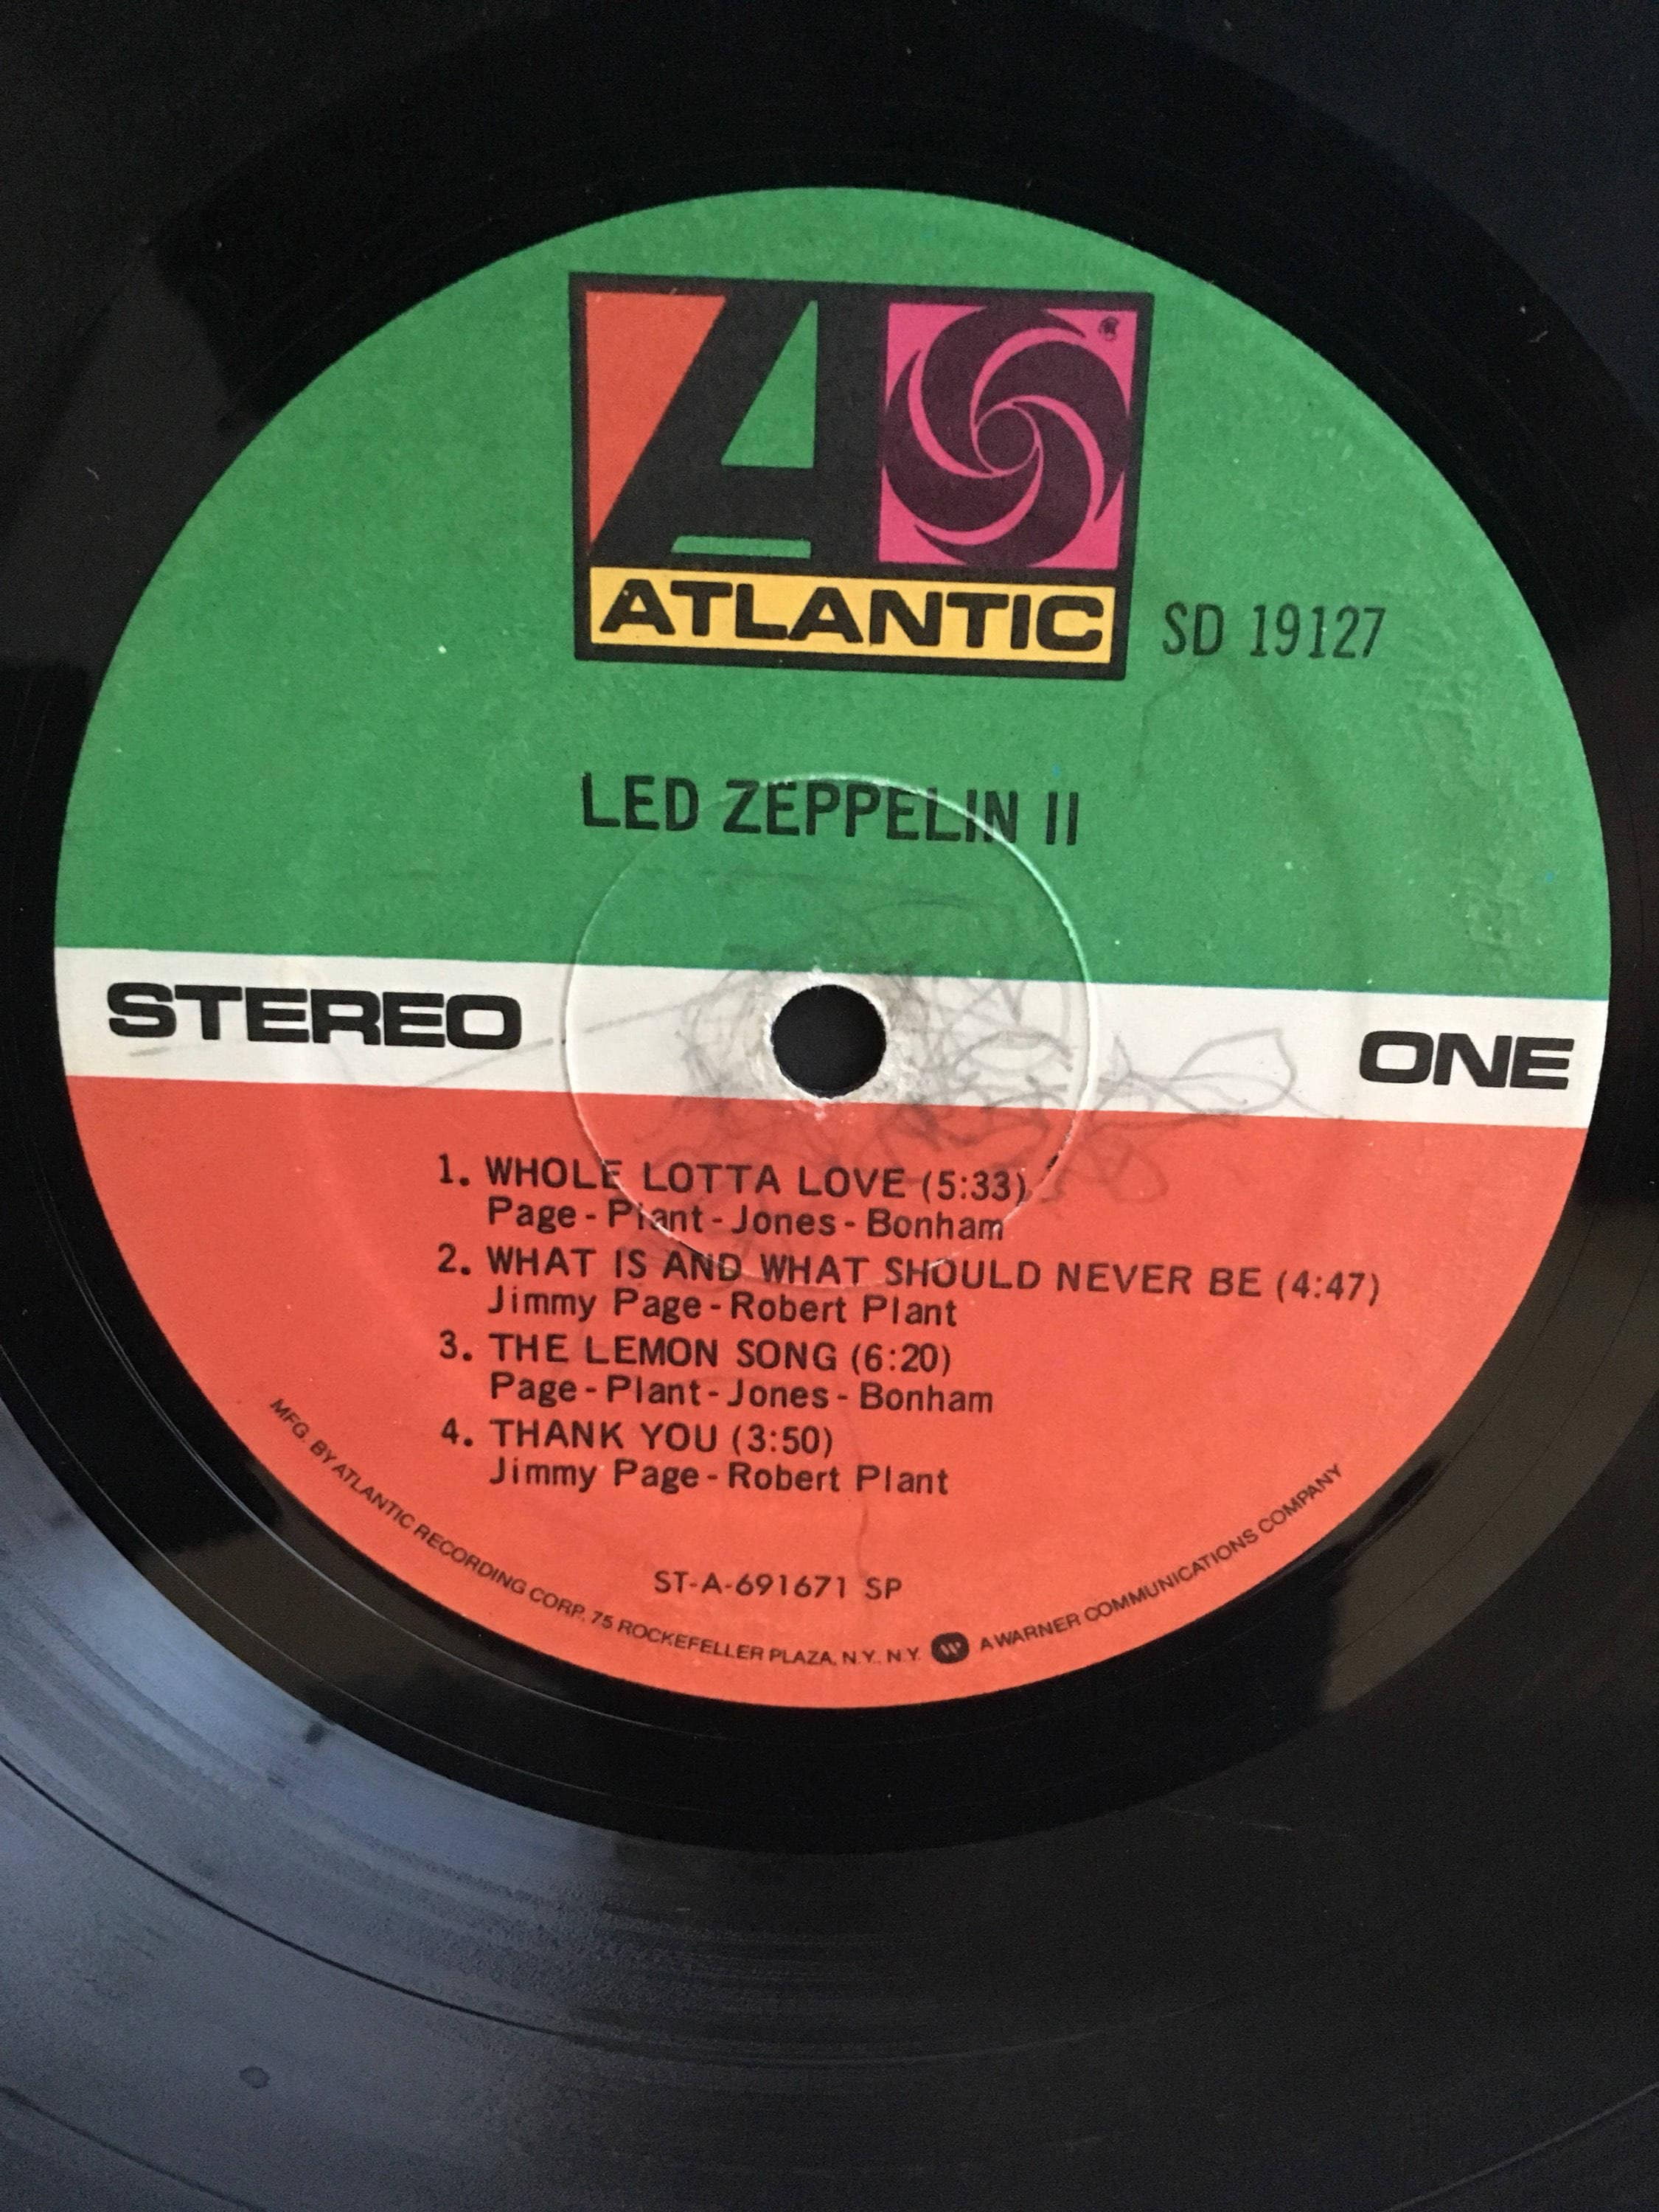 ATLANTIC
SD 19127
LED ZEPPELIN II
STEREO
ONE
1. WHOLE LOTTA LOVE (5:33)
Page - Plant - Jones - Bonham
2. WHAT IS AND WHAT SHOULD NEVER BE (4:47)
Jimmy Page - Robert Plant
3. THE LEMON SONG (6:20)
Page - Plant - Jones - Bonham
4. THANK YOU (3:50)
Jimmy Page - Robert Plant
ST-A-691671 SP
MFG. BY ATLANTIC RECORDING CORP., 75 ROCKEFELLER PLAZA, N.Y., N.Y. A WARNER COMMUNICATIONS COMPANY